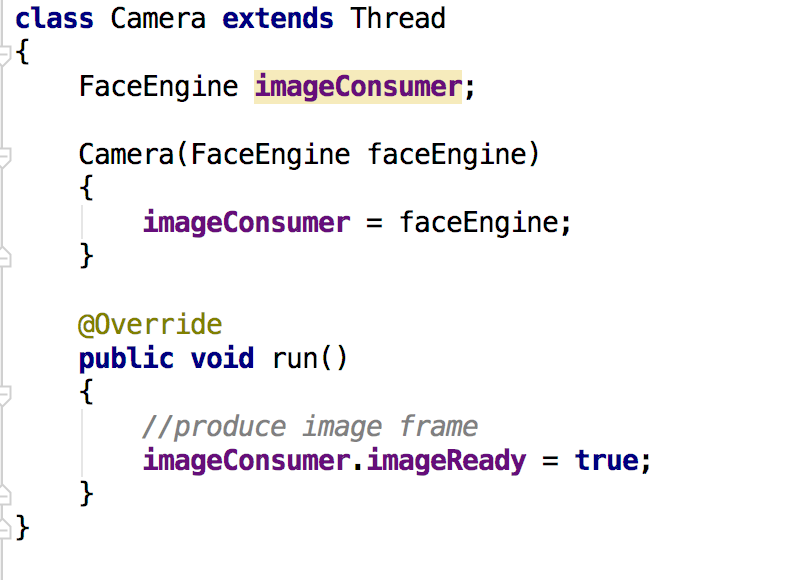 class Camera extends Thread
{
    FaceEngine imageConsumer;

    Camera(FaceEngine faceEngine)
    {
        imageConsumer = faceEngine;
    }

    @Override
    public void run()
    {
        //produce image frame
        imageConsumer.imageReady = true;
    }
}